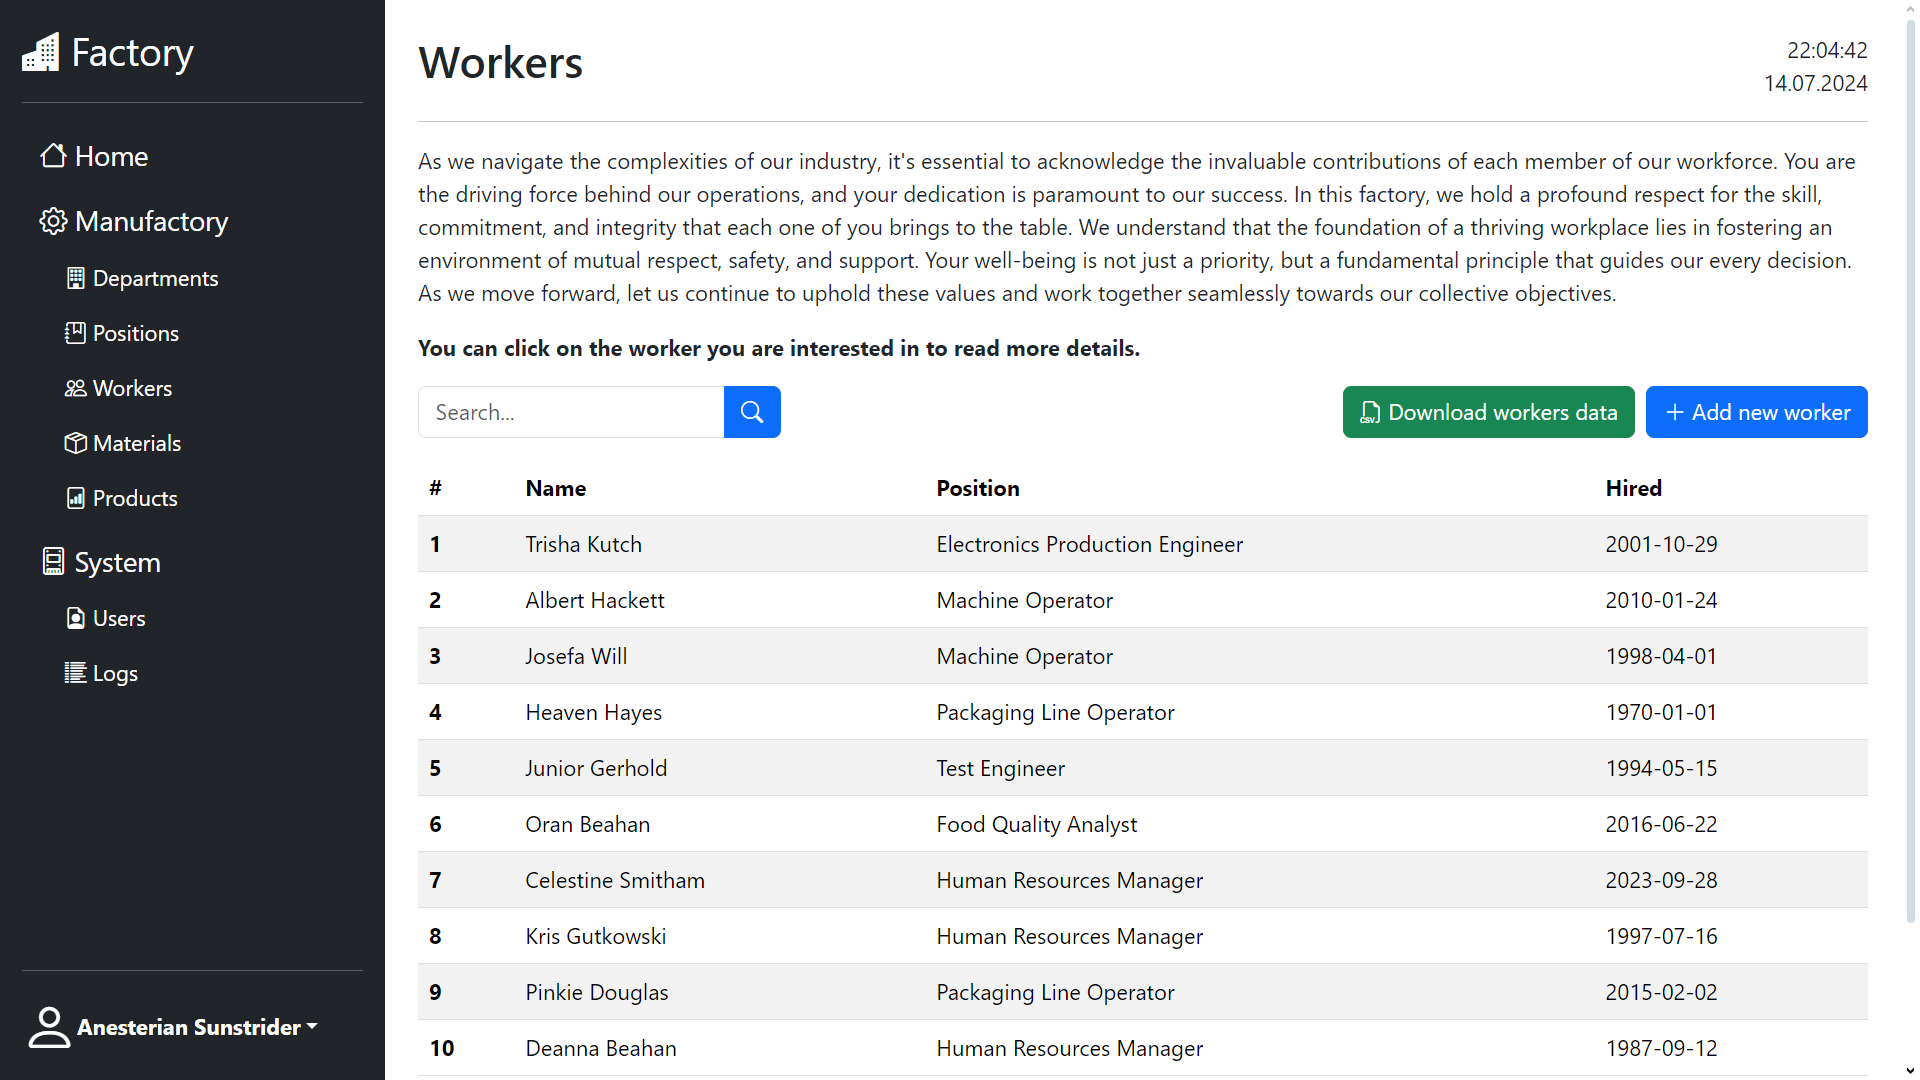 Factory
Home
Manufactory
Departments
Positions
Workers
Materials
Products
System
Users
Logs
Anesterian Sunstrider
Workers
22:04:42
14.07.2024
As we navigate the complexities of our industry, it's essential to acknowledge the invaluable contributions of each member of our workforce. You are
the driving force behind our operations, and your dedication is paramount to our success. In this factory, we hold a profound respect for the skill,
commitment, and integrity that each one of you brings to the table. We understand that the foundation of a thriving workplace lies in fostering an
environment of mutual respect, safety, and support. Your well-being is not just a priority, but a fundamental principle that guides our every decision.
As we move forward, let us continue to uphold these values and work together seamlessly towards our collective objectives.
You can click on the worker you are interested in to read more details.
Search...
CSV Download workers data
+ Add new worker
# Name Position Hired
1 Trisha Kutch Electronics Production Engineer 2001-10-29
2 Albert Hackett Machine Operator 2010-01-24
3 Josefa Will Machine Operator 1998-04-01
4 Heaven Hayes Packaging Line Operator 1970-01-01
5 Junior Gerhold Test Engineer 1994-05-15
6 Oran Beahan Food Quality Analyst 2016-06-22
7 Celestine Smitham Human Resources Manager 2023-09-28
8 Kris Gutkowski Human Resources Manager 1997-07-16
9 Pinkie Douglas Packaging Line Operator 2015-02-02
10 Deanna Beahan Human Resources Manager 1987-09-12